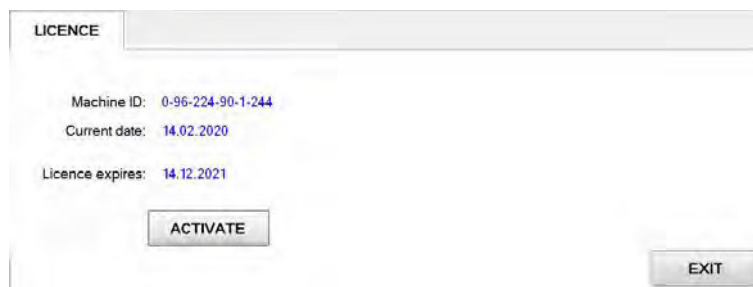 LICENCE
Machine ID: 0-96-224-90-1-244
Current date: 14.02.2020
Licence expires: 14.12.2021
ACTIVATE
EXIT